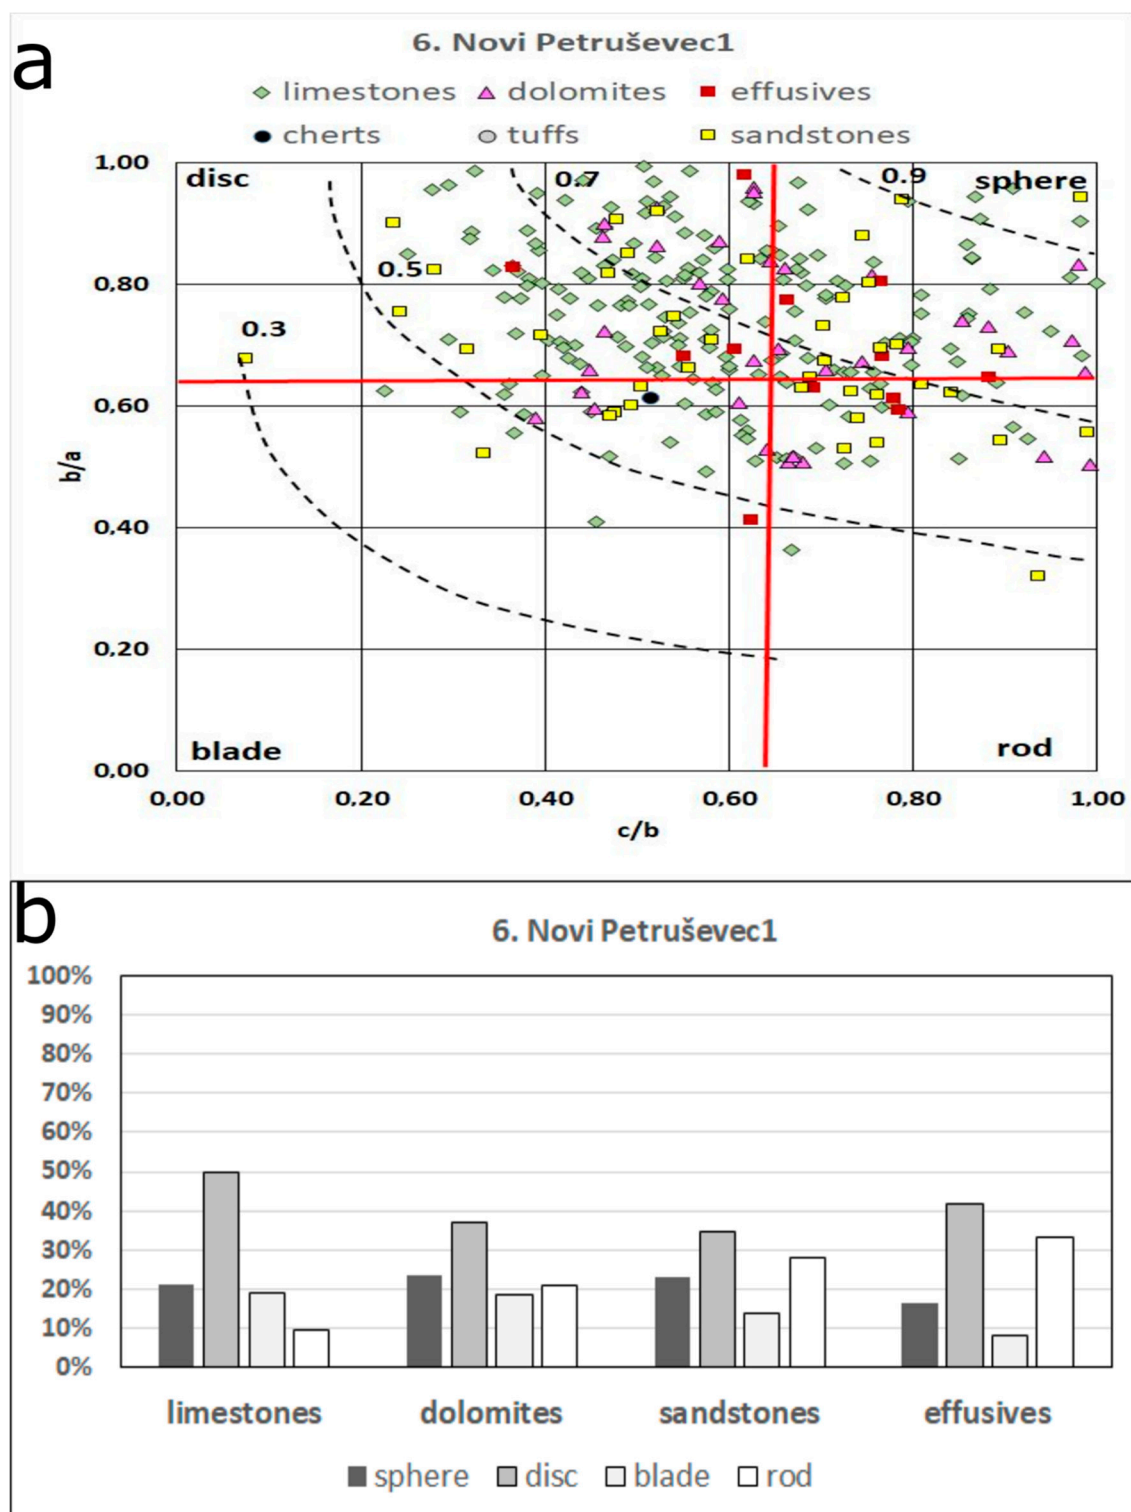 a
6. Novi Petruševec1
limestones dolomites effusives
cherts tuffs sandstones
1,00
disc 0.7 0.9 sphere
0,80
0.5
0.3
0,60
b/a
0,40
0,20
blade rod
0,00
0,00 0,20 0,40 0,60 0,80 1,00
c/b
b
6. Novi Petruševec1
100%
90%
80%
70%
60%
50%
40%
30%
20%
10%
0%
limestones dolomites sandstones effusives
sphere disc blade rod